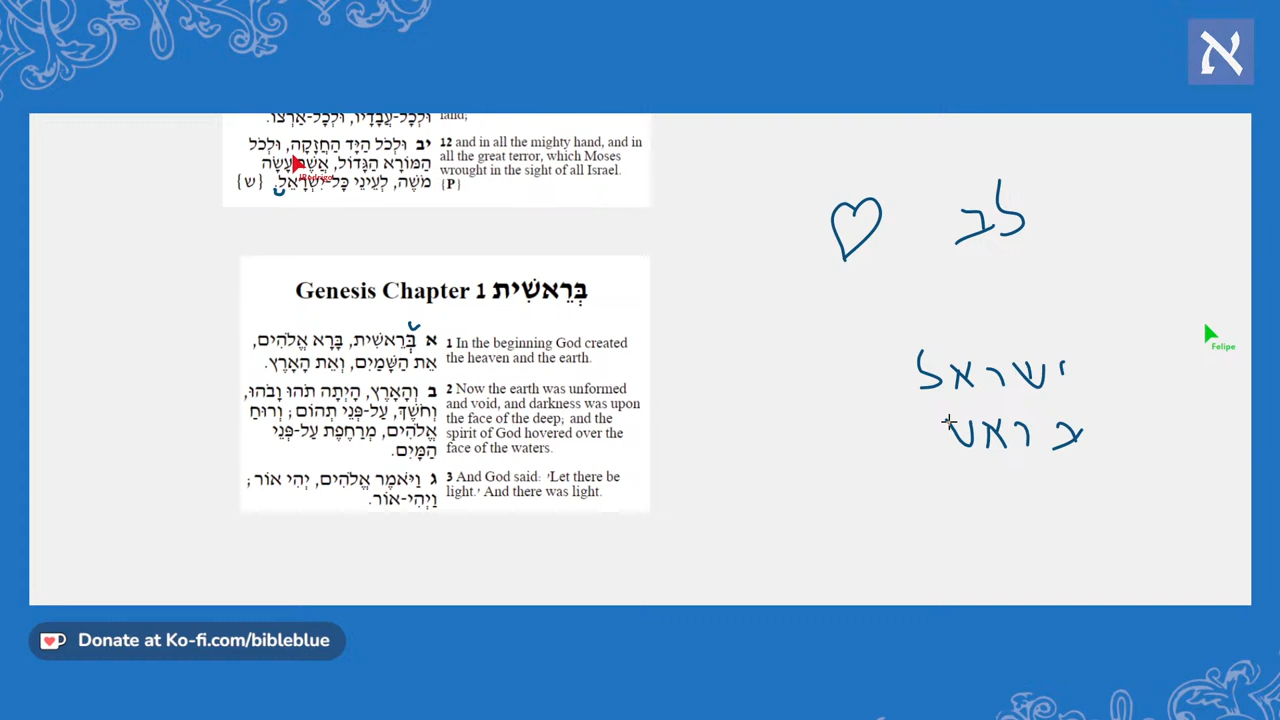 א
וּלְכָל-עֲבָדָיו, וּלְכָל-אַרְצוֹ.
land;
יב וּלְכֹל הַיָּד הַחֲזָקָה, וּלְכֹל
הַמּוֹרָא הַגָּדוֹל, אֲשֶׁר עָשָׂה
מֹשֶׁה, לְעֵינֵי כָּל-יִשְׂרָאֵל. {ש}
12 and in all the mighty hand, and in
all the great terror, which Moses
wrought in the sight of all Israel.
{P}
Rodrigo
Genesis Chapter 1 בְּרֵאשִׁית
א בְּרֵאשִׁית, בָּרָא אֱלֹהִים,
אֵת הַשָּׁמַיִם, וְאֵת הָאָרֶץ.
1 In the beginning God created
the heaven and the earth.
ב וְהָאָרֶץ, הָיְתָה תֹהוּ וָבֹהוּ,
וְחֹשֶׁךְ, עַל-פְּנֵי תְהוֹם; וְרוּחַ
אֱלֹהִים, מְרַחֶפֶת עַל-פְּנֵי
הַמָּיִם.
2 Now the earth was unformed
and void, and darkness was upon
the face of the deep; and the
spirit of God hovered over the
face of the waters.
ג וַיֹּאמֶר אֱלֹהִים, יְהִי אוֹר;
וַיְהִי-אוֹר.
3 And God said: 'Let there be
light.' And there was light.
לב
ישראל
בראש
Felipe
Donate at Ko-fi.com/bibleblue